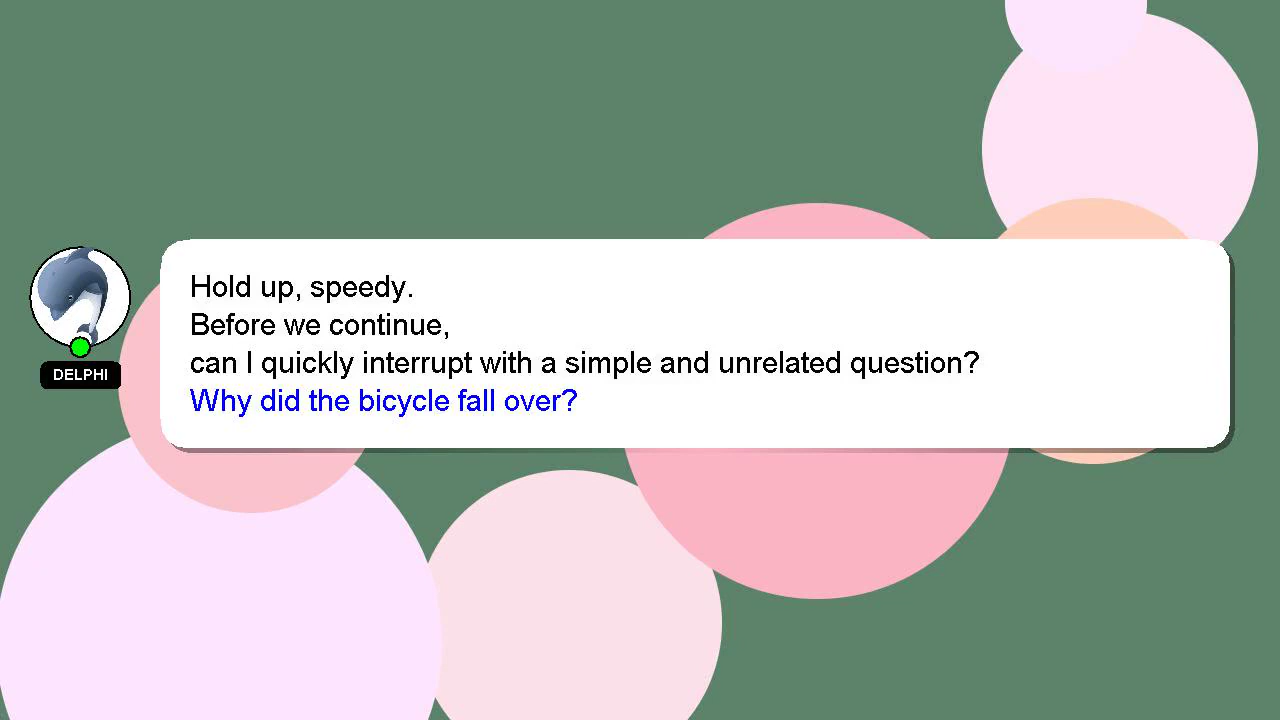 Hold up, speedy.
Before we continue,
can I quickly interrupt with a simple and unrelated question?
Why did the bicycle fall over?
DELPHI